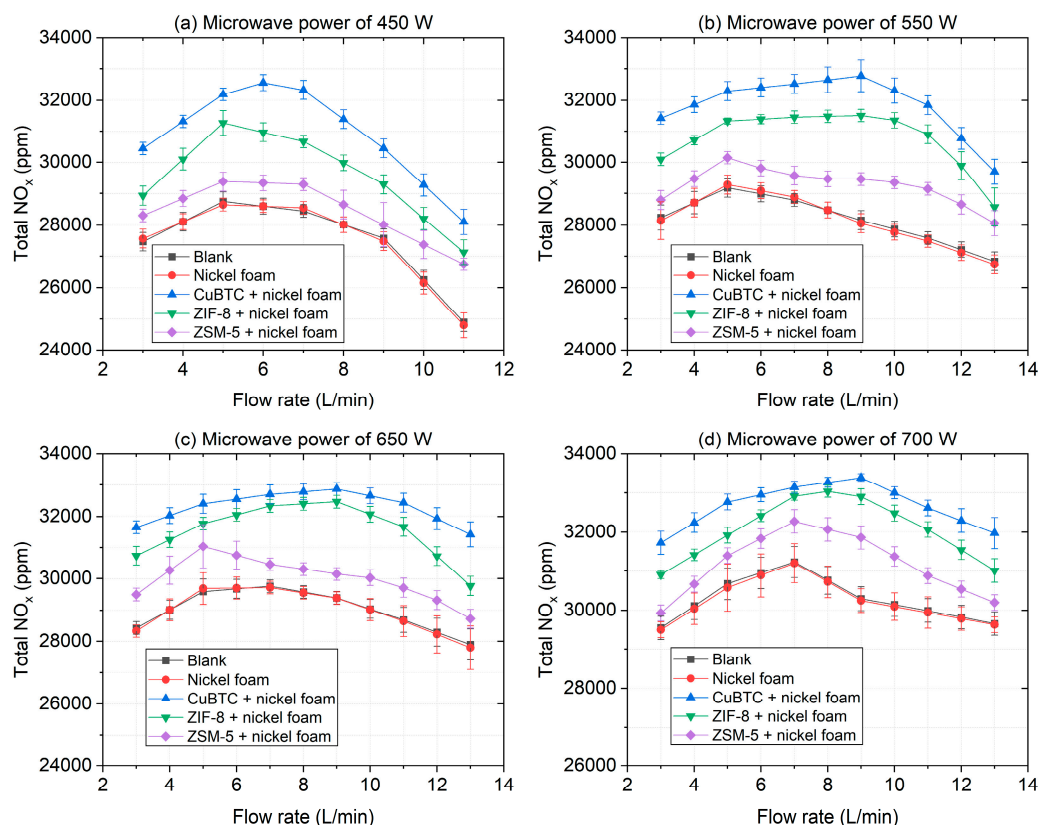 (a) Microwave power of 450 W
34000
32000
30000
28000
26000
24000
Total NOx (ppm)
Blank
Nickel foam
CuBTC + nickel foam
ZIF-8 + nickel foam
ZSM-5 + nickel foam
2 4 6 8 10 12
Flow rate (L/min)
(b) Microwave power of 550 W
34000
32000
30000
28000
26000
24000
Total NOx (ppm)
Blank
Nickel foam
CuBTC + nickel foam
ZIF-8 + nickel foam
ZSM-5 + nickel foam
2 4 6 8 10 12 14
Flow rate (L/min)
(c) Microwave power of 650 W
34000
32000
30000
28000
26000
24000
Total NOx (ppm)
Blank
Nickel foam
CuBTC + nickel foam
ZIF-8 + nickel foam
ZSM-5 + nickel foam
2 4 6 8 10 12 14
Flow rate (L/min)
(d) Microwave power of 700 W
34000
33000
32000
31000
30000
29000
28000
27000
26000
Total NOx (ppm)
Blank
Nickel foam
CuBTC + nickel foam
ZIF-8 + nickel foam
ZSM-5 + nickel foam
2 4 6 8 10 12 14
Flow rate (L/min)